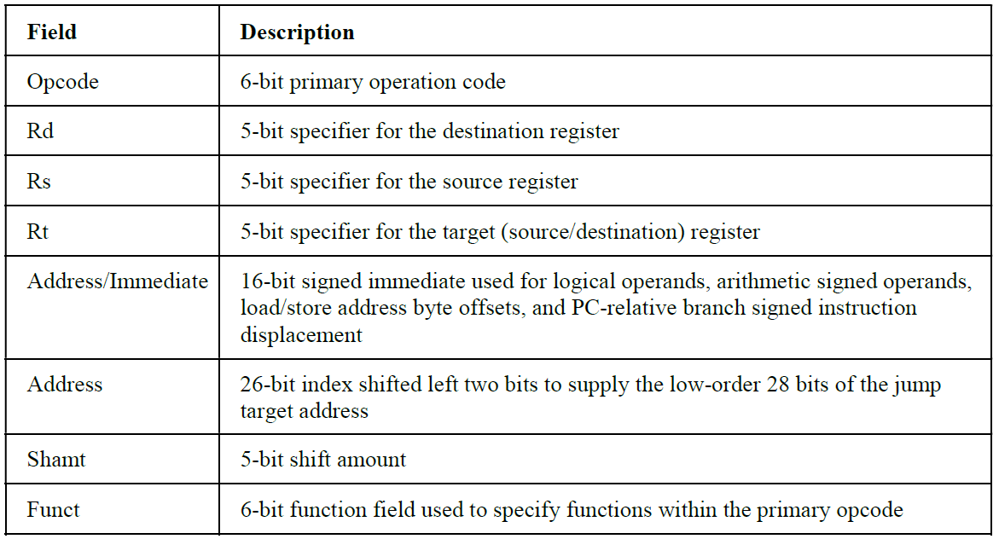 Field Description
Opcode 6-bit primary operation code
Rd 5-bit specifier for the destination register
Rs 5-bit specifier for the source register
Rt 5-bit specifier for the target (source/destination) register
Address/Immediate 16-bit signed immediate used for logical operands, arithmetic signed operands,
load/store address byte offsets, and PC-relative branch signed instruction
displacement
Address 26-bit index shifted left two bits to supply the low-order 28 bits of the jump
target address
Shamt 5-bit shift amount
Funct 6-bit function field used to specify functions within the primary opcode